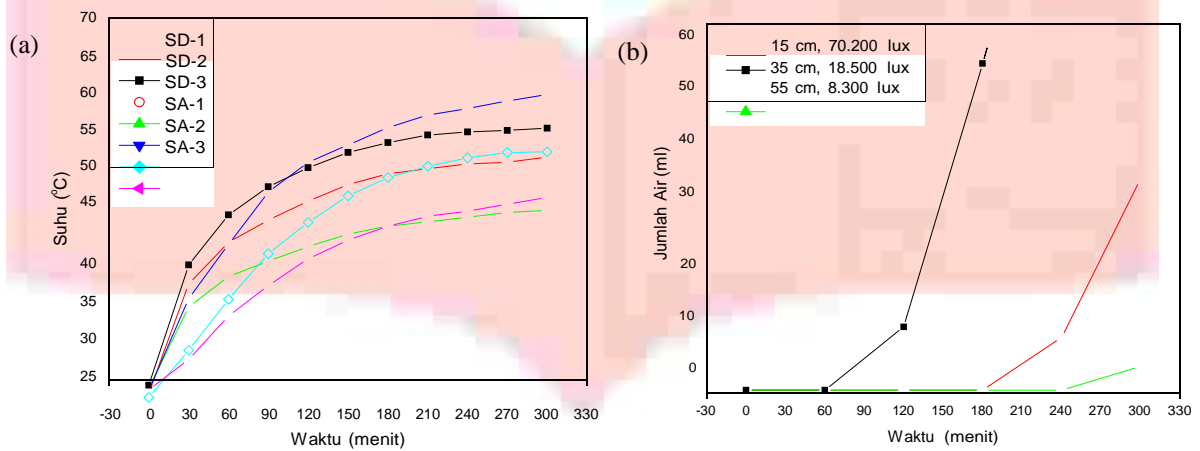 (a)
70
65
60
55
50
45
40
35
30
25
Suhu (⁰C)
SD-1
SD-2
SD-3
SA-1
SA-2
SA-3
-30 0 30 60 90 120 150 180 210 240 270 300 330
Waktu (menit)
(b)
60
50
40
30
20
10
0
Jumlah Air (ml)
15 cm, 70.200 lux
35 cm, 18.500 lux
55 cm, 8.300 lux
-30 0 30 60 90 120 150 180 210 240 270 300 330
Waktu (menit)